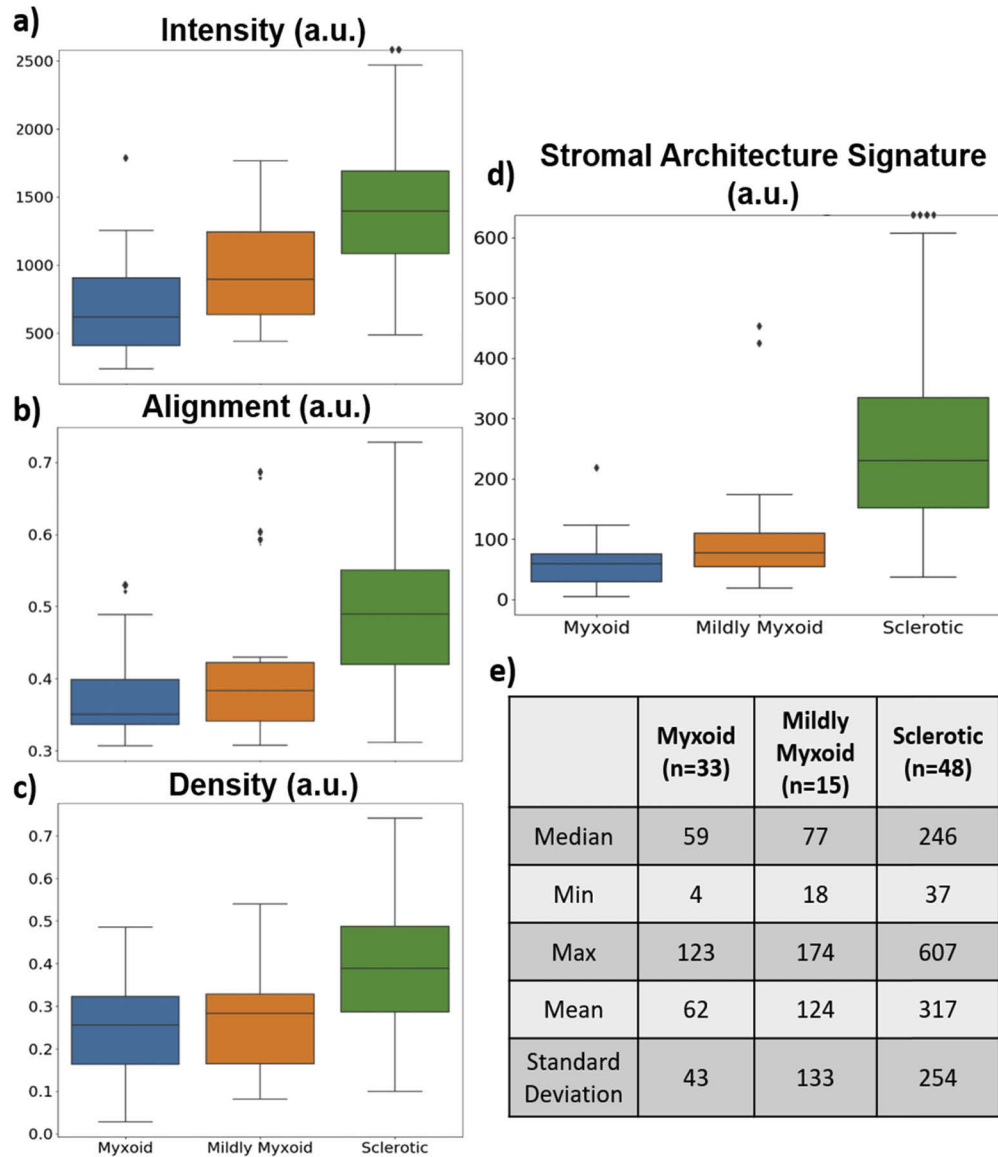 a)
Intensity (a.u.)
2500
2000
1500
1000
500
b)
Alignment (a.u.)
0.7
0.6
0.5
0.4
0.3
c)
Density (a.u.)
0.7
0.6
0.5
0.4
0.3
0.2
0.1
0.0
Myxoid Mildly Myxoid Sclerotic
d)
Stromal Architecture Signature
(a.u.)
600
500
400
300
200
100
0
Myxoid Mildly Myxoid Sclerotic
e)
Myxoid (n=33) Mildly Myxoid (n=15) Sclerotic (n=48)
Median 59 77 246
Min 4 18 37
Max 123 174 607
Mean 62 124 317
Standard Deviation 43 133 254